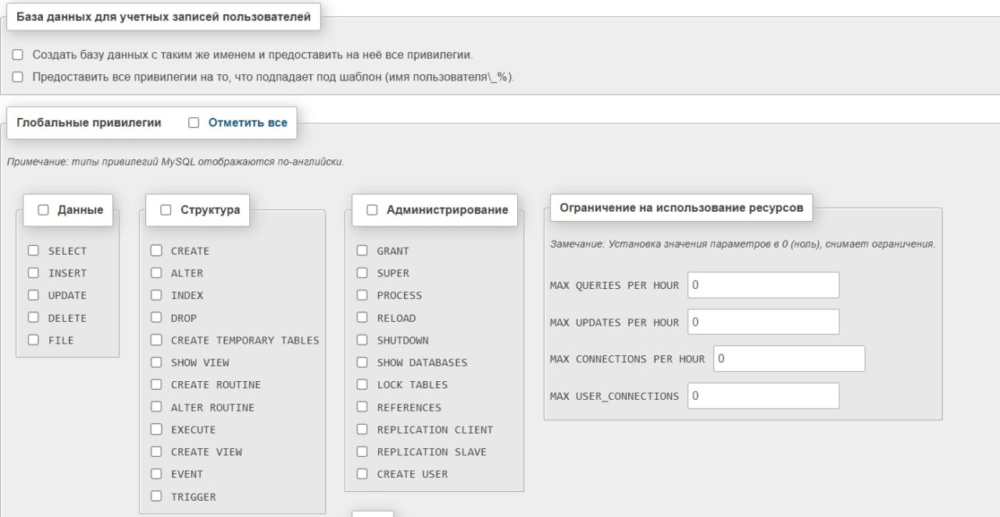 База данных для учетных записей пользователей
Создать базу данных с таким же именем и предоставить на неё все привилегии.
Предоставить все привилегии на то, что подпадает под шаблон (имя пользователя\_%).
Глобальные привилегии Отметить все
Примечание: типы привилегий MySQL отображаются по-английски.
Данные
SELECT
INSERT
UPDATE
DELETE
FILE
Структура
CREATE
ALTER
INDEX
DROP
CREATE TEMPORARY TABLES
SHOW VIEW
CREATE ROUTINE
ALTER ROUTINE
EXECUTE
CREATE VIEW
EVENT
TRIGGER
Администрирование
GRANT
SUPER
PROCESS
RELOAD
SHUTDOWN
SHOW DATABASES
LOCK TABLES
REFERENCES
REPLICATION CLIENT
REPLICATION SLAVE
CREATE USER
Ограничение на использование ресурсов
Замечание: Установка значения параметров в 0 (ноль), снимает ограничения.
MAX QUERIES PER HOUR 0
MAX UPDATES PER HOUR 0
MAX CONNECTIONS PER HOUR 0
MAX USER_CONNECTIONS 0